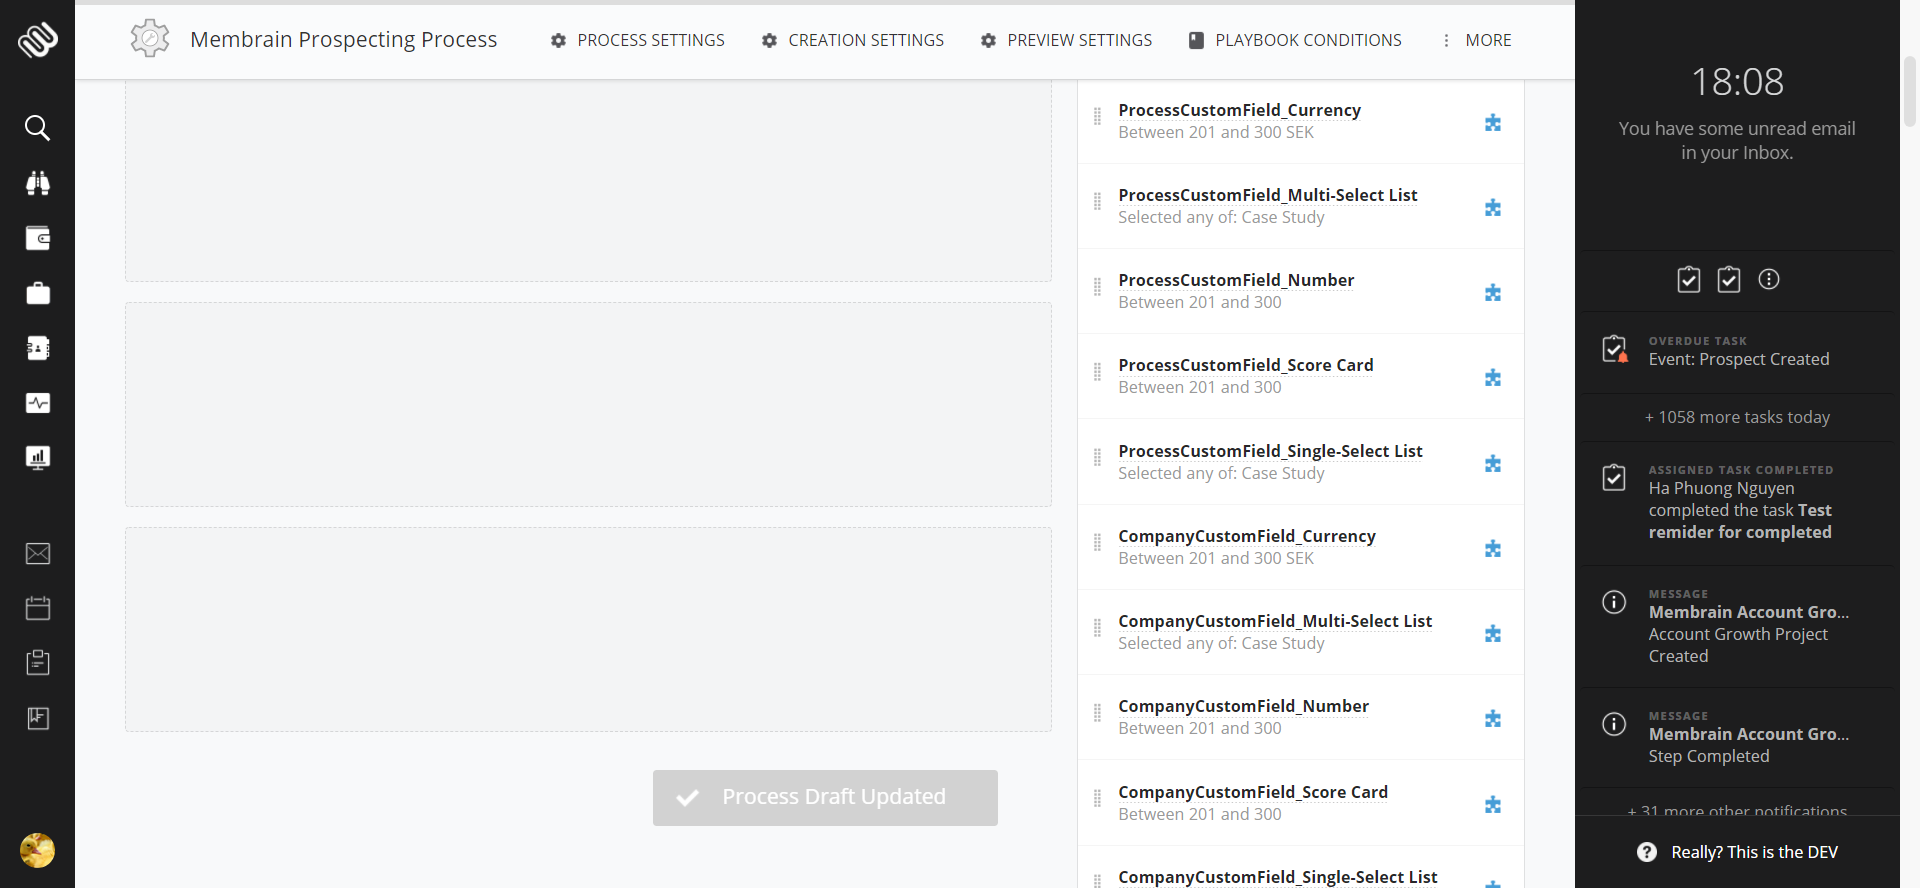 Membrain Prospecting Process
PROCESS SETTINGS
CREATION SETTINGS
PREVIEW SETTINGS
PLAYBOOK CONDITIONS
MORE
ProcessCustomField_Currency
Between 201 and 300 SEK
ProcessCustomField_Multi-Select List
Selected any of: Case Study
ProcessCustomField_Number
Between 201 and 300
ProcessCustomField_Score Card
Between 201 and 300
ProcessCustomField_Single-Select List
Selected any of: Case Study
CompanyCustomField_Currency
Between 201 and 300 SEK
CompanyCustomField_Multi-Select List
Selected any of: Case Study
CompanyCustomField_Number
Between 201 and 300
CompanyCustomField_Score Card
Between 201 and 300
CompanyCustomField_Single-Select List
Process Draft Updated
18:08
You have some unread email
in your Inbox.
OVERDUE TASK
Event: Prospect Created
+ 1058 more tasks today
ASSIGNED TASK COMPLETED
Ha Phuong Nguyen
completed the task Test
remider for completed
MESSAGE
Membrain Account Gro...
Account Growth Project
Created
MESSAGE
Membrain Account Gro...
Step Completed
+ 31 more other notifications
Really? This is the DEV